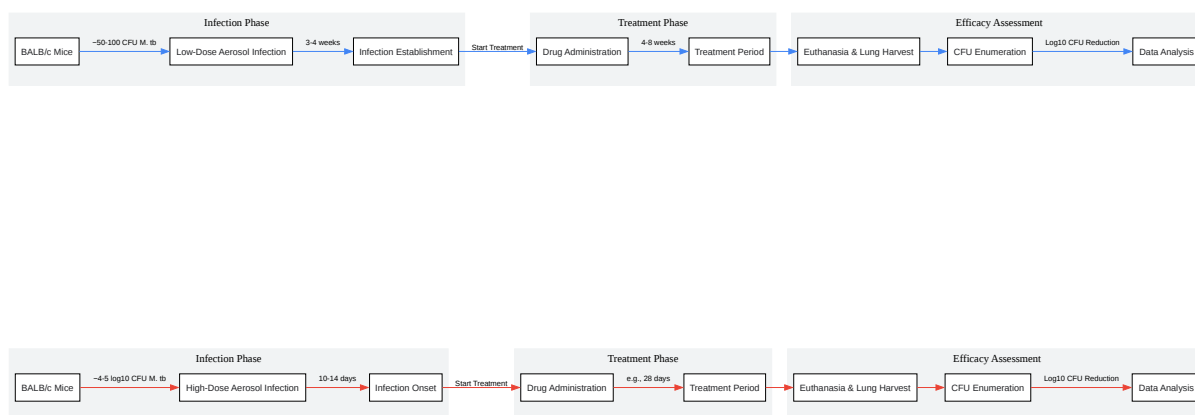 Infection Phase
Treatment Phase
Efficacy Assessment
BALB/c Mice
~50-100 CFU M. tb
Low-Dose Aerosol Infection
3-4 weeks
Infection Establishment
Start Treatment
Drug Administration
4-8 weeks
Treatment Period
Euthanasia & Lung Harvest
CFU Enumeration
Log10 CFU Reduction
Data Analysis
Infection Phase
Treatment Phase
Efficacy Assessment
BALB/c Mice
~4-5 log10 CFU M. tb
High-Dose Aerosol Infection
10-14 days
Infection Onset
Start Treatment
Drug Administration
e.g., 28 days
Treatment Period
Euthanasia & Lung Harvest
CFU Enumeration
Log10 CFU Reduction
Data Analysis